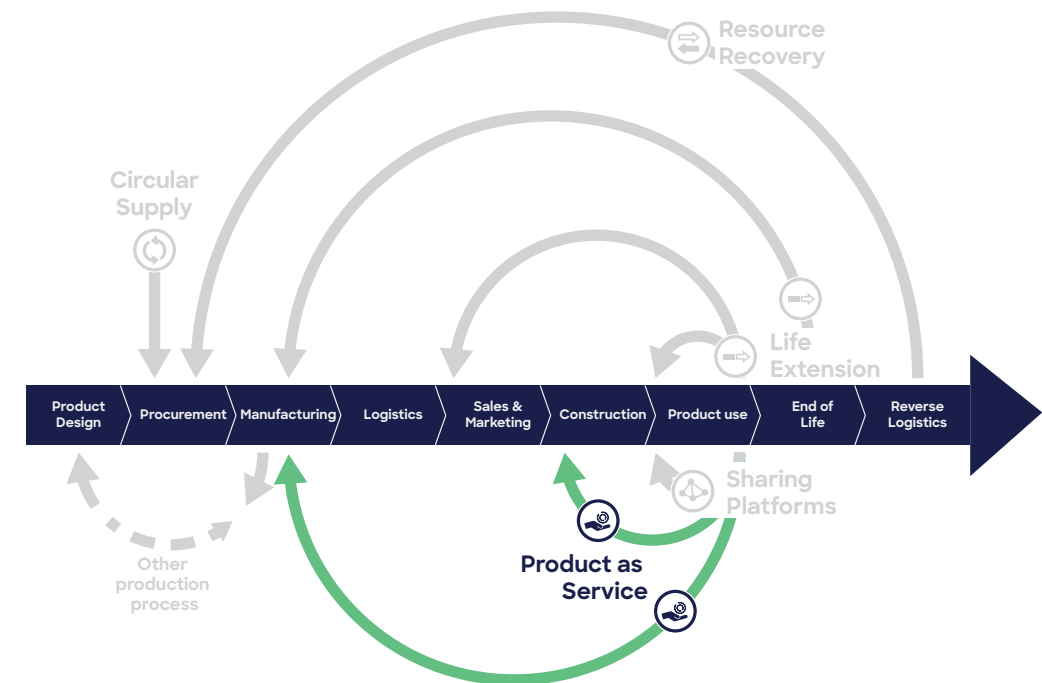 Resource
Recovery
Circular
Supply
Life
Extension
Product
Design
Procurement
Manufacturing
Logistics
Sales &
Marketing
Construction
Product use
End of
Life
Reverse
Logistics
Sharing
Platforms
Product as
Service
Other
production
process